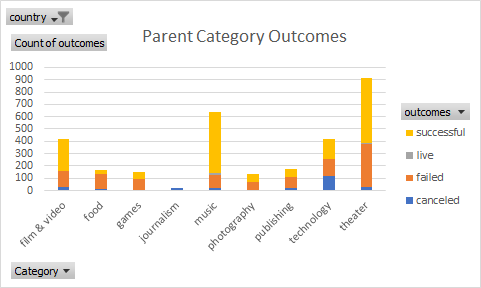 country
Count of outcomes
Parent Category Outcomes
1000
900
800
700
600
500
400
300
200
100
0
film & video
food
games
journalism
music
photography
publishing
technology
theater
outcomes
successful
live
failed
canceled
Category